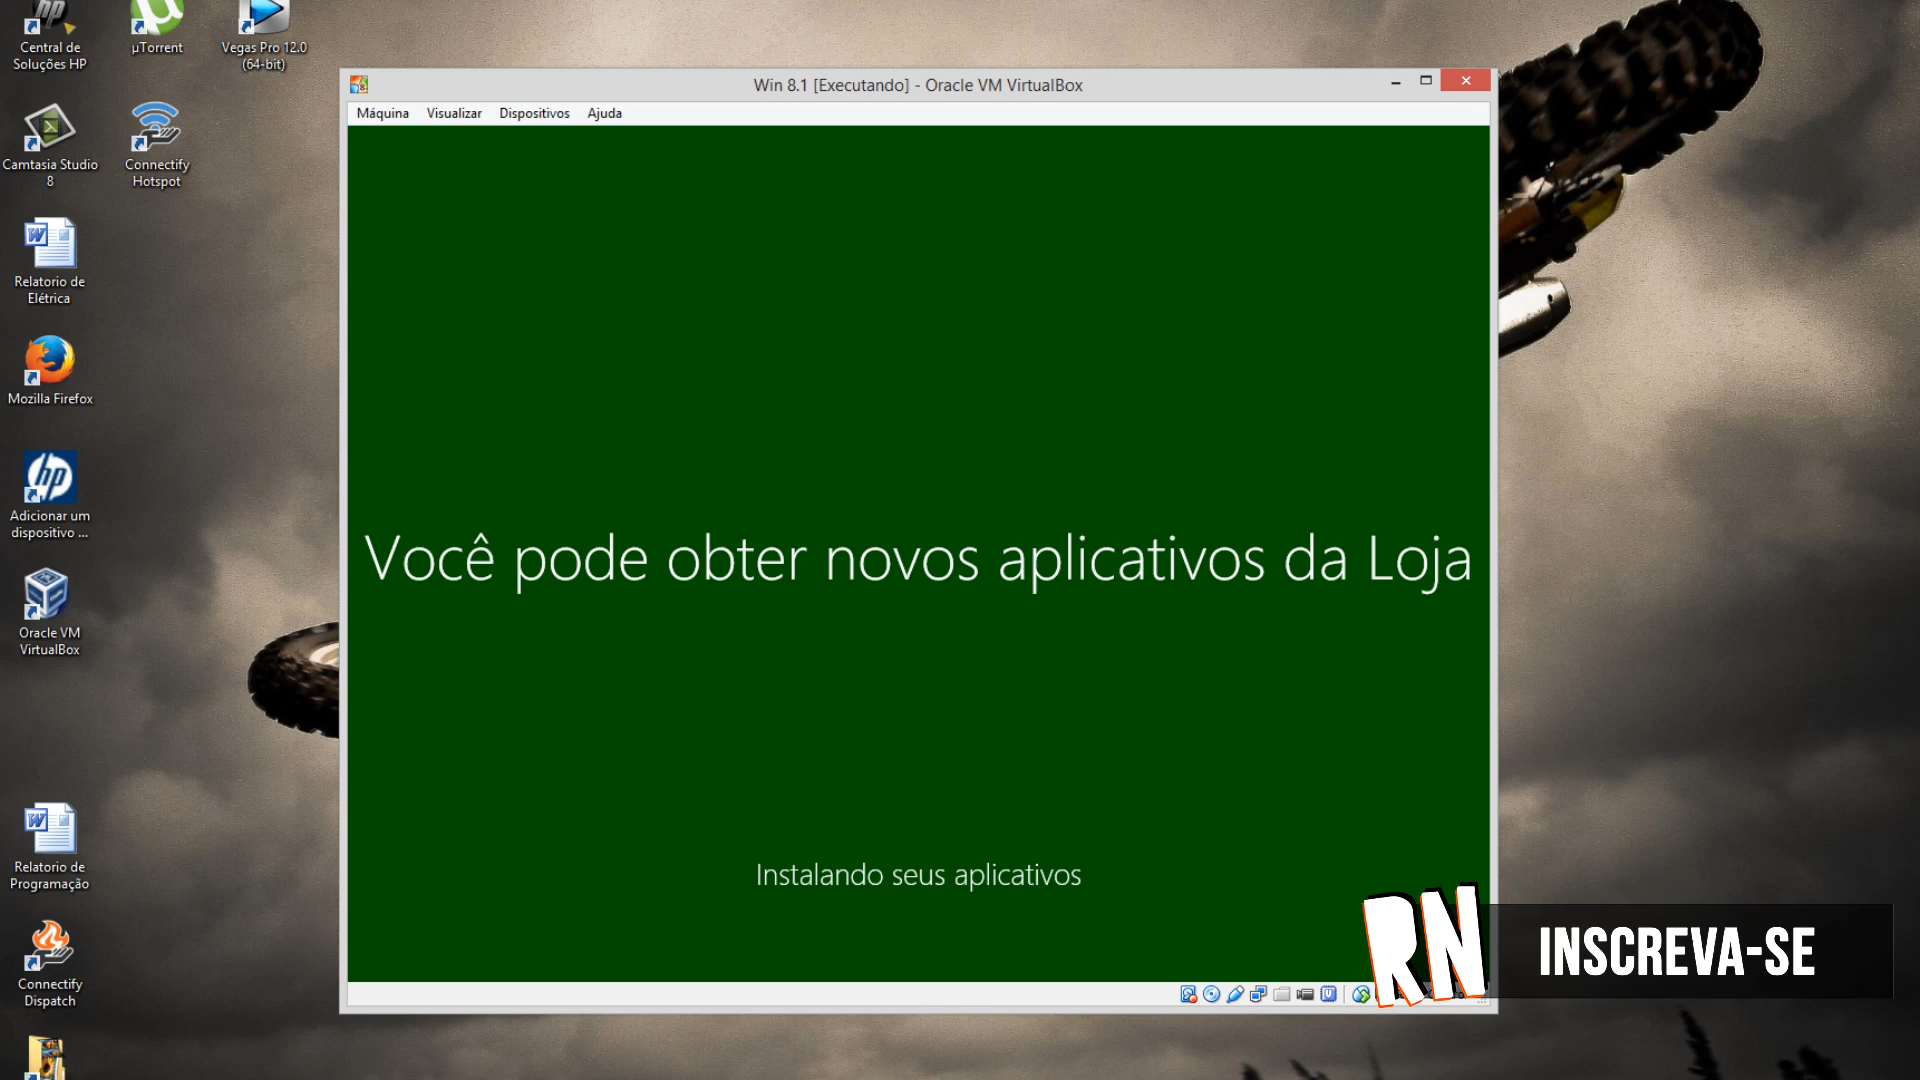 Central de
Soluções HP
µTorrent
Vegas Pro 12.0
(64-bit)
Camtasia Studio
8
Connectify
Hotspot
Relatorio de
Elétrica
Mozilla Firefox
Adicionar um
dispositivo ...
Oracle VM
VirtualBox
Relatorio de
Programação
Connectify
Dispatch
Win 8.1 [Executando] - Oracle VM VirtualBox
Máquina Visualizar Dispositivos Ajuda
Você pode obter novos aplicativos da Loja
Instalando seus aplicativos
RN
INSCREVA-SE